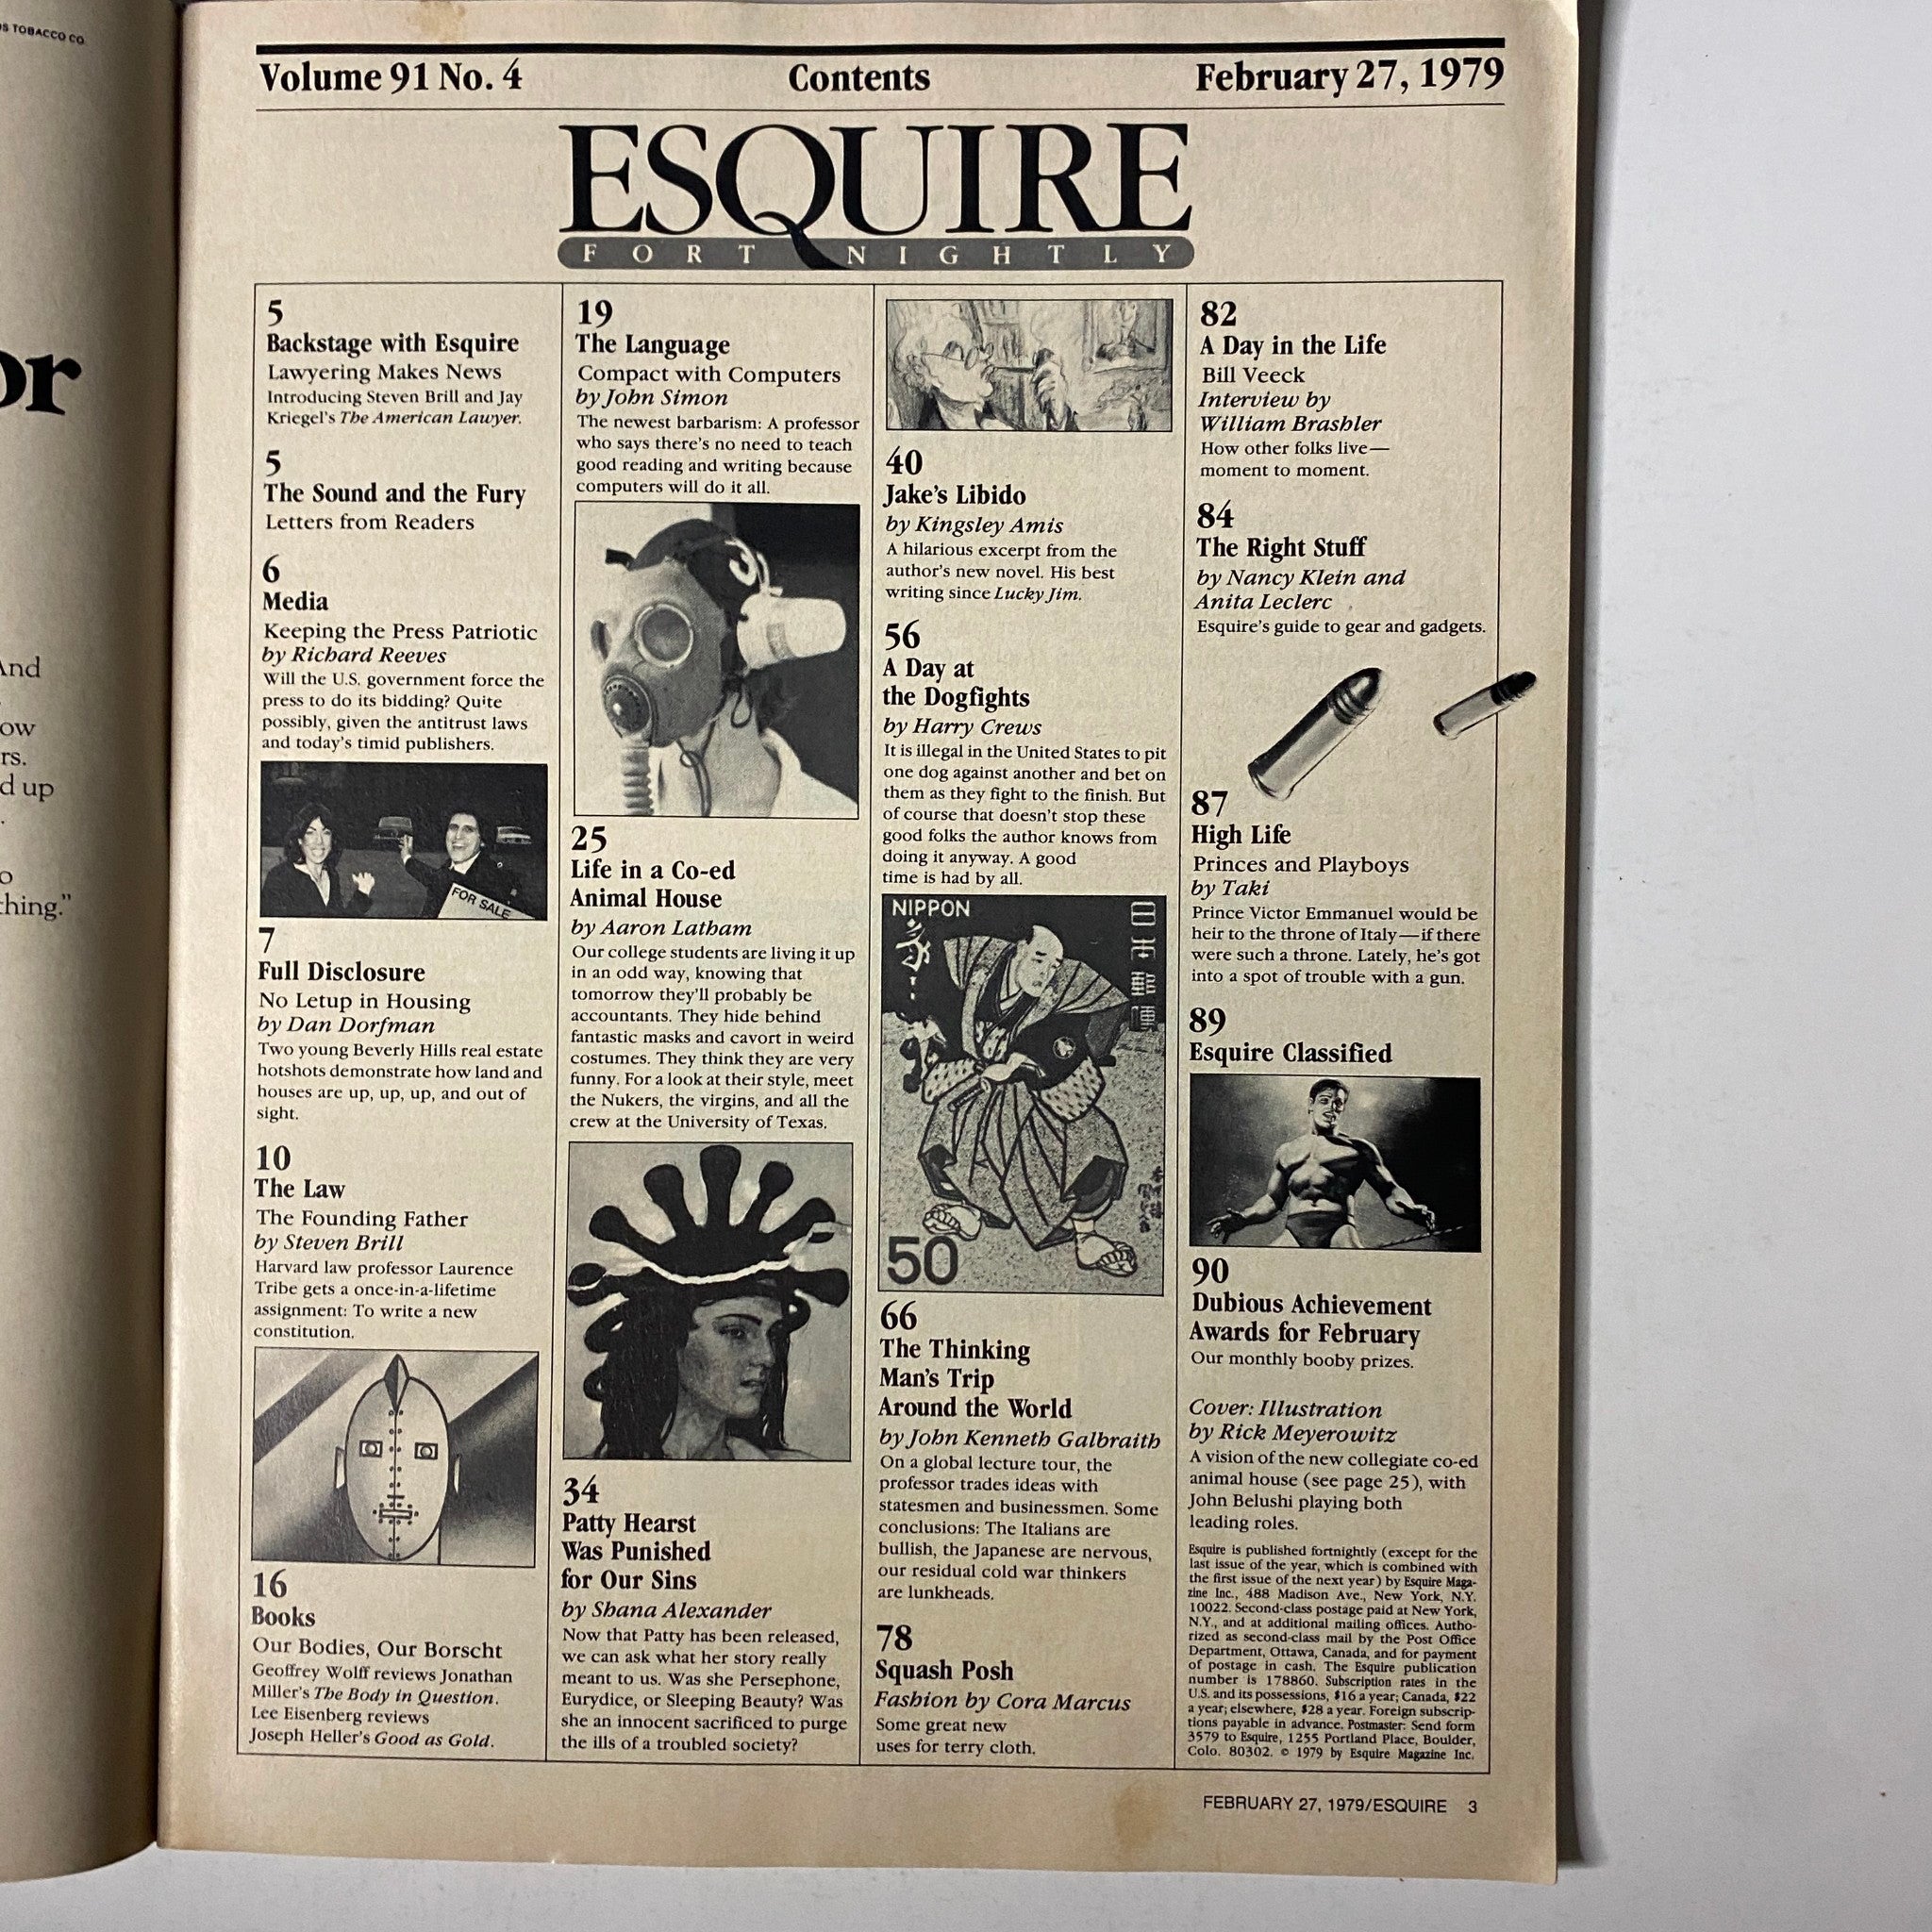 S TOBACCO CO.
or
And
ow
rs.
d up
.
o
thing."
Volume 91 No. 4
Contents
February 27, 1979
ESQUIRE
FORTNIGHTLY
5
Backstage with Esquire
Lawyering Makes News
Introducing Steven Brill and Jay
Kriegel's The American Lawyer.
5
The Sound and the Fury
Letters from Readers
6
Media
Keeping the Press Patriotic
by Richard Reeves
Will the U.S. government force the
press to do its bidding? Quite
possibly, given the antitrust laws
and today's timid publishers.
FOR SALE
7
Full Disclosure
No Letup in Housing
by Dan Dorfman
Two young Beverly Hills real estate
hotshots demonstrate how land and
houses are up, up, up, and out of
sight.
10
The Law
The Founding Father
by Steven Brill
Harvard law professor Laurence
Tribe gets a once-in-a-lifetime
assignment: To write a new
constitution.
16
Books
Our Bodies, Our Borscht
Geoffrey Wolff reviews Jonathan
Miller's The Body in Question.
Lee Eisenberg reviews
Joseph Heller's Good as Gold.
19
The Language
Compact with Computers
by John Simon
The newest barbarism: A professor
who says there's no need to teach
good reading and writing because
computers will do it all.
25
Life in a Co-ed
Animal House
by Aaron Latham
Our college students are living it up
in an odd way, knowing that
tomorrow they'll probably be
accountants. They hide behind
fantastic masks and cavort in weird
costumes. They think they are very
funny. For a look at their style, meet
the Nukers, the virgins, and all the
crew at the University of Texas.
34
Patty Hearst
Was Punished
for Our Sins
by Shana Alexander
Now that Patty has been released,
we can ask what her story really
meant to us. Was she Persephone,
Eurydice, or Sleeping Beauty? Was
she an innocent sacrificed to purge
the ills of a troubled society?
40
Jake's Libido
by Kingsley Amis
A hilarious excerpt from the
author's new novel. His best
writing since Lucky Jim.
56
A Day at
the Dogfights
by Harry Crews
It is illegal in the United States to pit
one dog against another and bet on
them as they fight to the finish. But
of course that doesn't stop these
good folks the author knows from
doing it anyway. A good
time is had by all.
NIPPON
日本郵便
50
66
The Thinking
Man's Trip
Around the World
by John Kenneth Galbraith
On a global lecture tour, the
professor trades ideas with
statesmen and businessmen. Some
conclusions: The Italians are
bullish, the Japanese are nervous,
our residual cold war thinkers
are lunkheads.
78
Squash Posh
Fashion by Cora Marcus
Some great new
uses for terry cloth.
82
A Day in the Life
Bill Veeck
Interview by
William Brashler
How other folks live—
moment to moment.
84
The Right Stuff
by Nancy Klein and
Anita Leclerc
Esquire's guide to gear and gadgets.
87
High Life
Princes and Playboys
by Taki
Prince Victor Emmanuel would be
heir to the throne of Italy—if there
were such a throne. Lately, he's got
into a spot of trouble with a gun.
89
Esquire Classified
90
Dubious Achievement
Awards for February
Our monthly booby prizes.
Cover: Illustration
by Rick Meyerowitz
A vision of the new collegiate co-ed
animal house (see page 25), with
John Belushi playing both
leading roles.
Esquire is published fortnightly (except for the
last issue of the year, which is combined with
the first issue of the next year) by Esquire Maga-
zine Inc., 488 Madison Ave., New York, N.Y.
10022. Second-class postage paid at New York,
N.Y., and at additional mailing offices. Autho-
rized as second-class mail by the Post Office
Department, Ottawa, Canada, and for payment
of postage in cash. The Esquire publication
number is 178860. Subscription rates in the
U.S. and its possessions, $16 a year; Canada, $22
a year; elsewhere, $28 a year. Foreign subscrip-
tions payable in advance. Postmaster: Send form
3579 to Esquire, 1255 Portland Place, Boulder,
Colo. 80302. © 1979 by Esquire Magazine Inc.
FEBRUARY 27, 1979/ESQUIRE 3